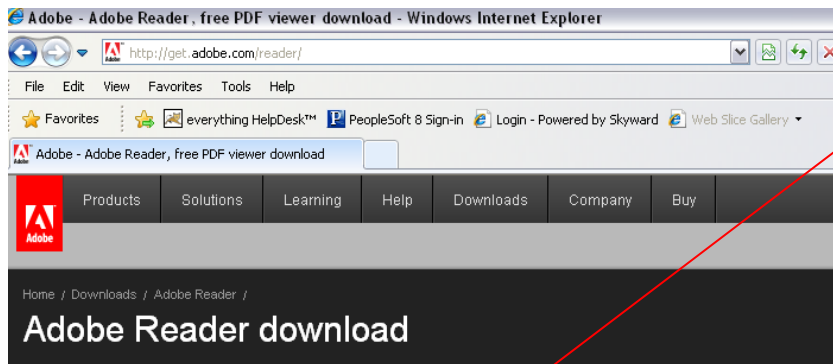 Adobe - Adobe Reader, free PDF viewer download - Windows Internet Explorer
Adobe http://get.adobe.com/reader/
File Edit View Favorites Tools Help
Favorites everything HelpDesk™ P PeopleSoft 8 Sign-in Login - Powered by Skyward Web Slice Gallery
Adobe Adobe - Adobe Reader, free PDF viewer download
Adobe Products Solutions Learning Help Downloads Company Buy
Home / Downloads / Adobe Reader /
Adobe Reader download